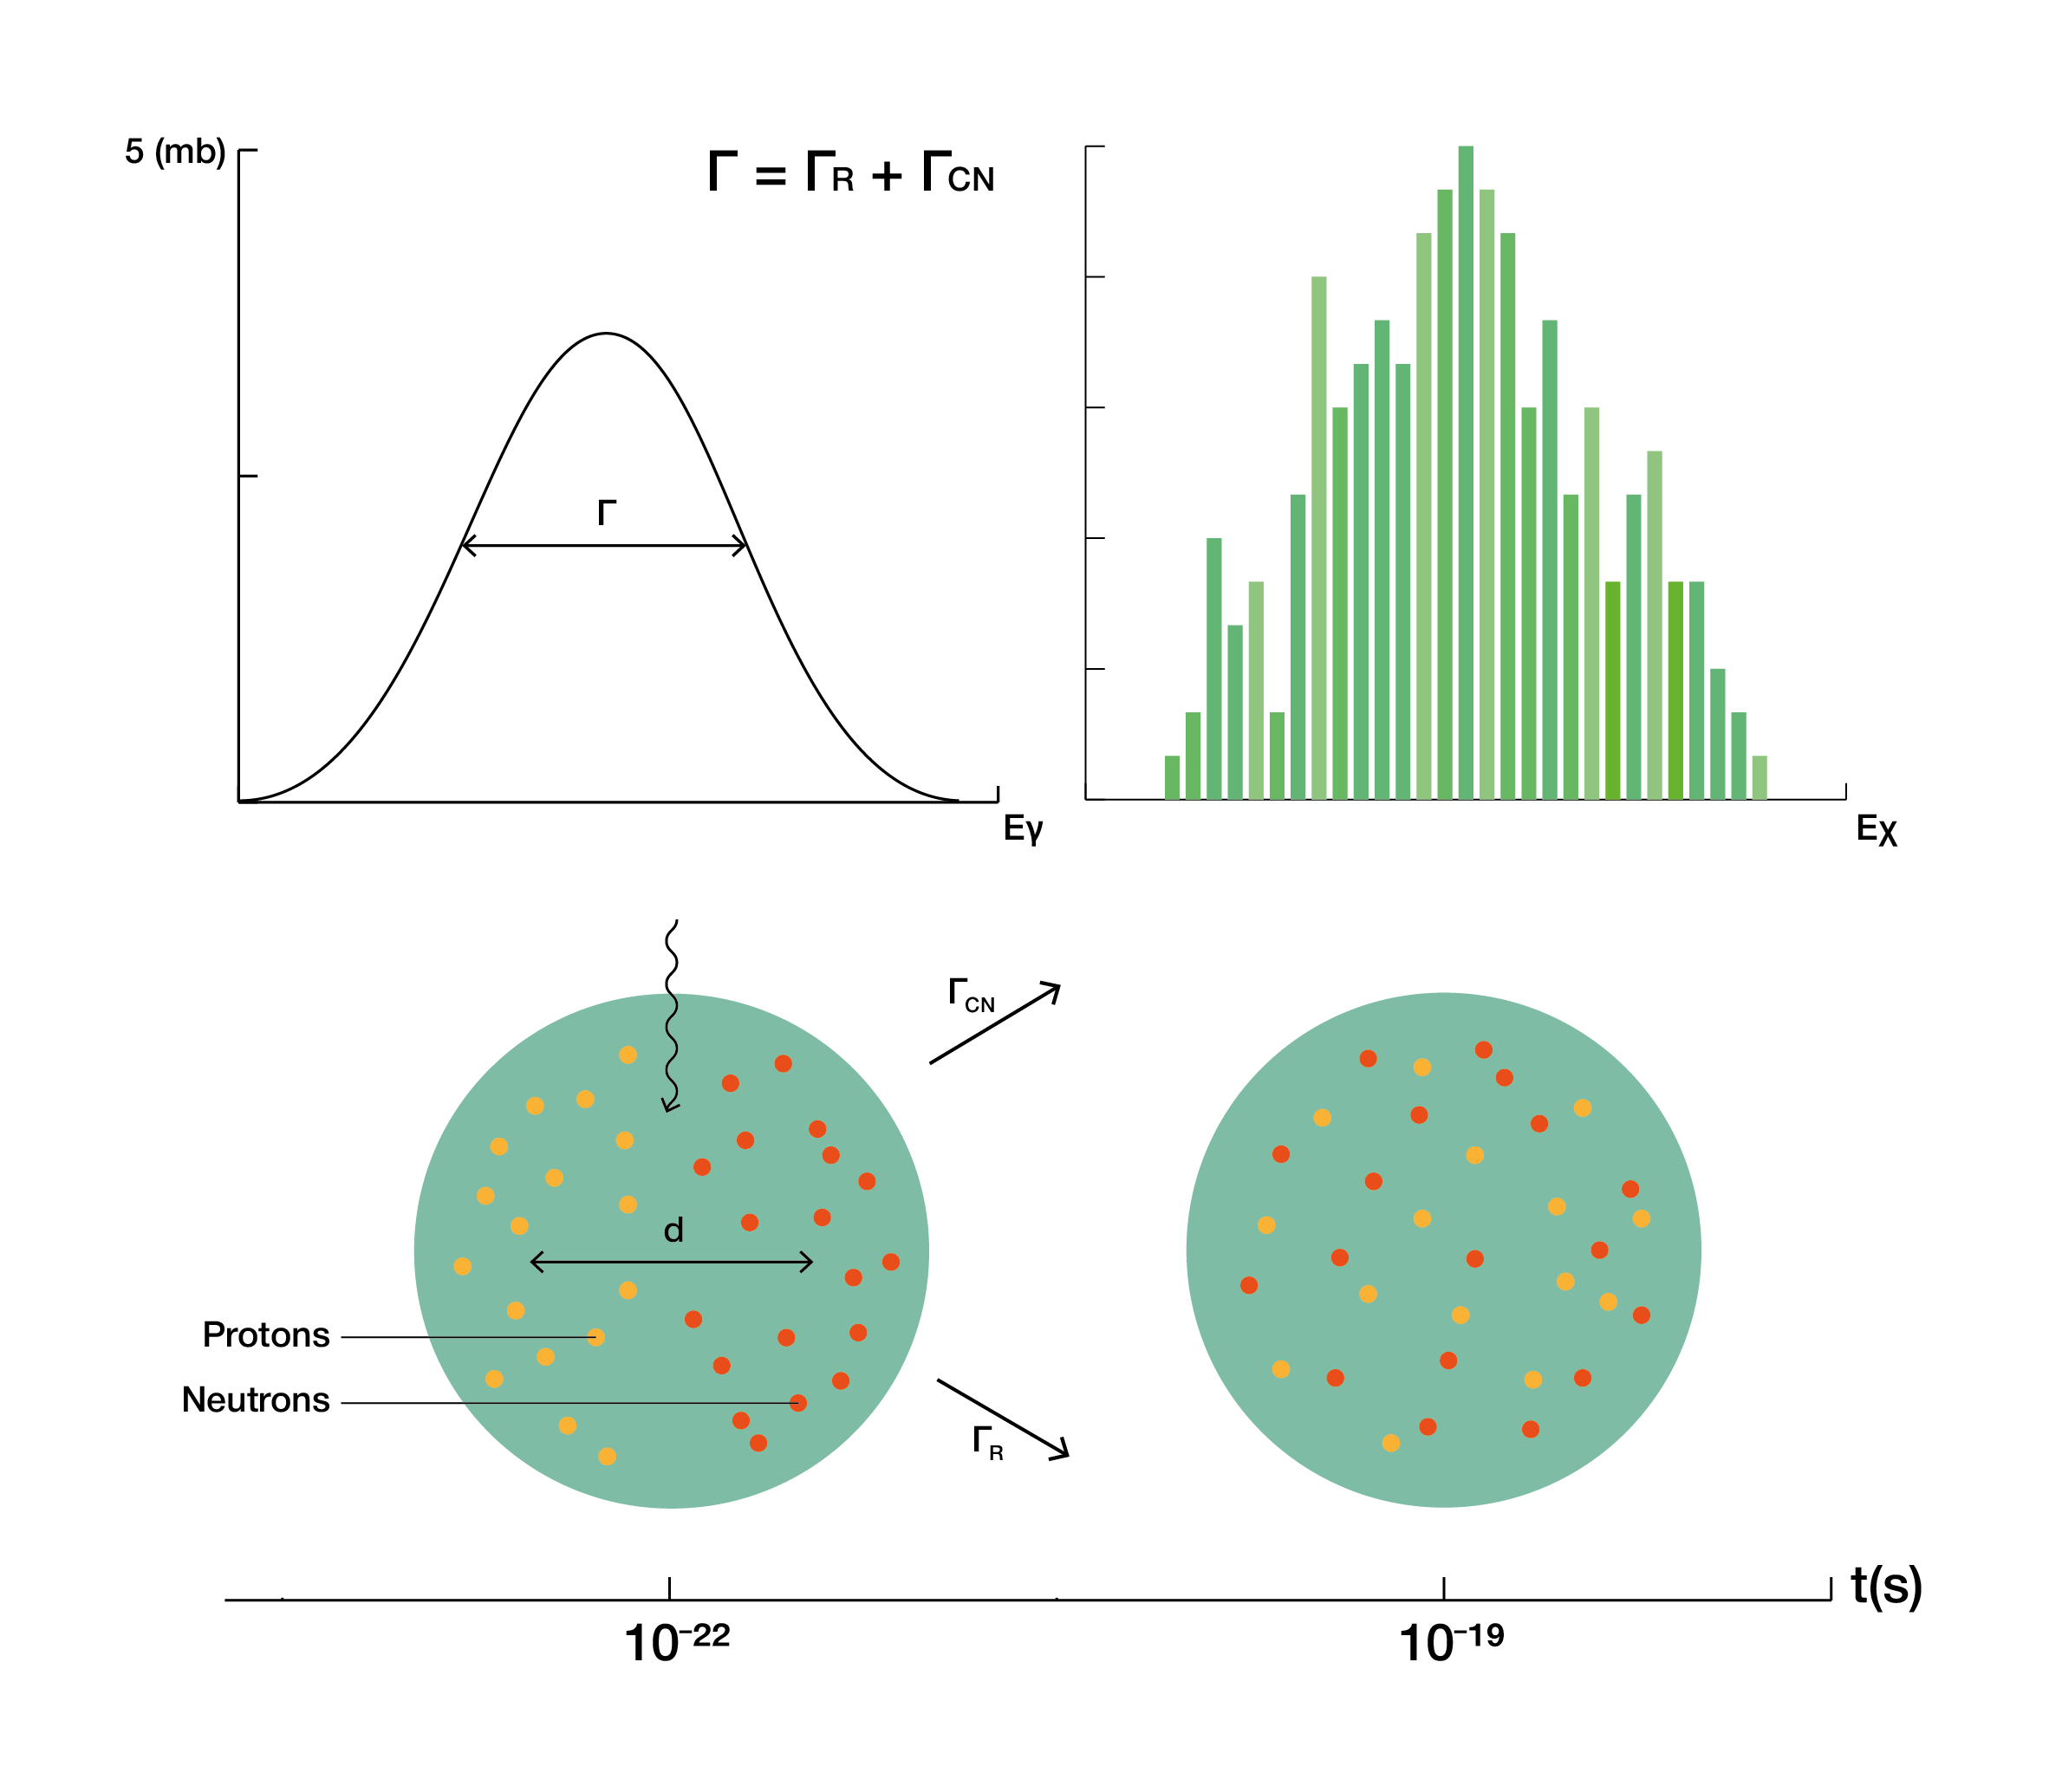 5 (mb)
Γ = ΓR + ΓCN
Γ
Eγ
Eχ
ΓCN
d
Protons
Neutrons
ΓR
t(s)
10⁻²²
10⁻¹⁹